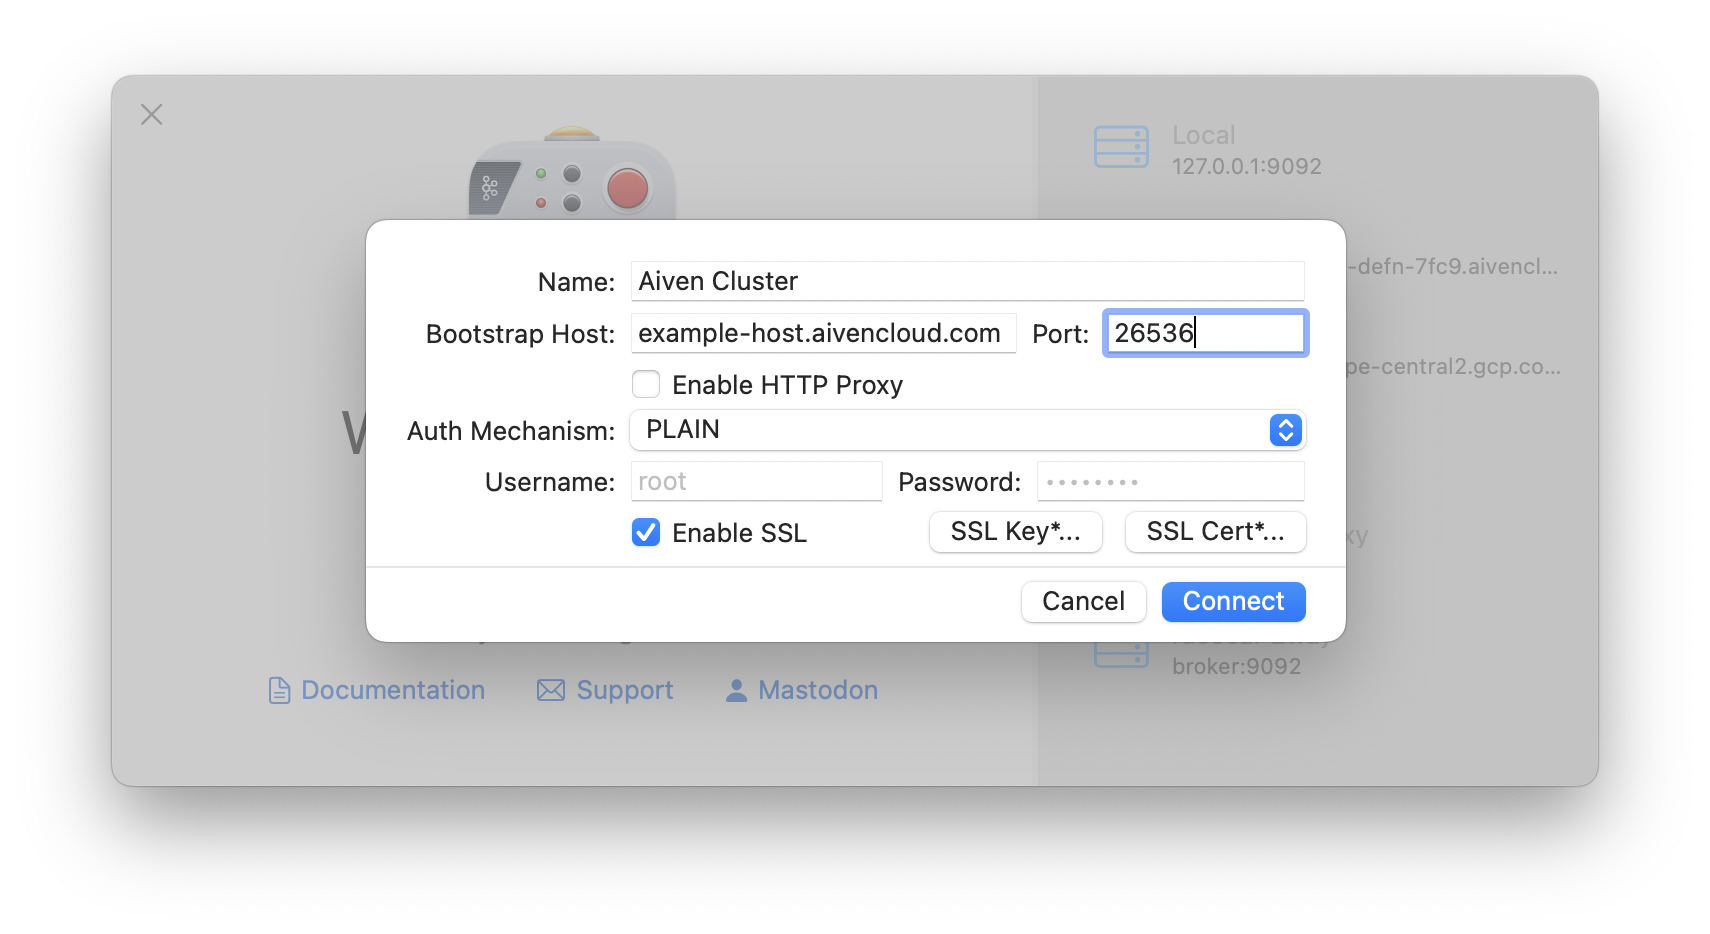 Local
127.0.0.1:9092
-defn-7fc9.aivencl...
pe-central2.gcp.co...
xy
broker:9092
W
Name: Aiven Cluster
Bootstrap Host: example-host.aivencloud.com Port: 26536
Enable HTTP Proxy
Auth Mechanism: PLAIN
Username: root Password: ••••••••
Enable SSL SSL Key*... SSL Cert*...
Cancel Connect
Documentation Support Mastodon